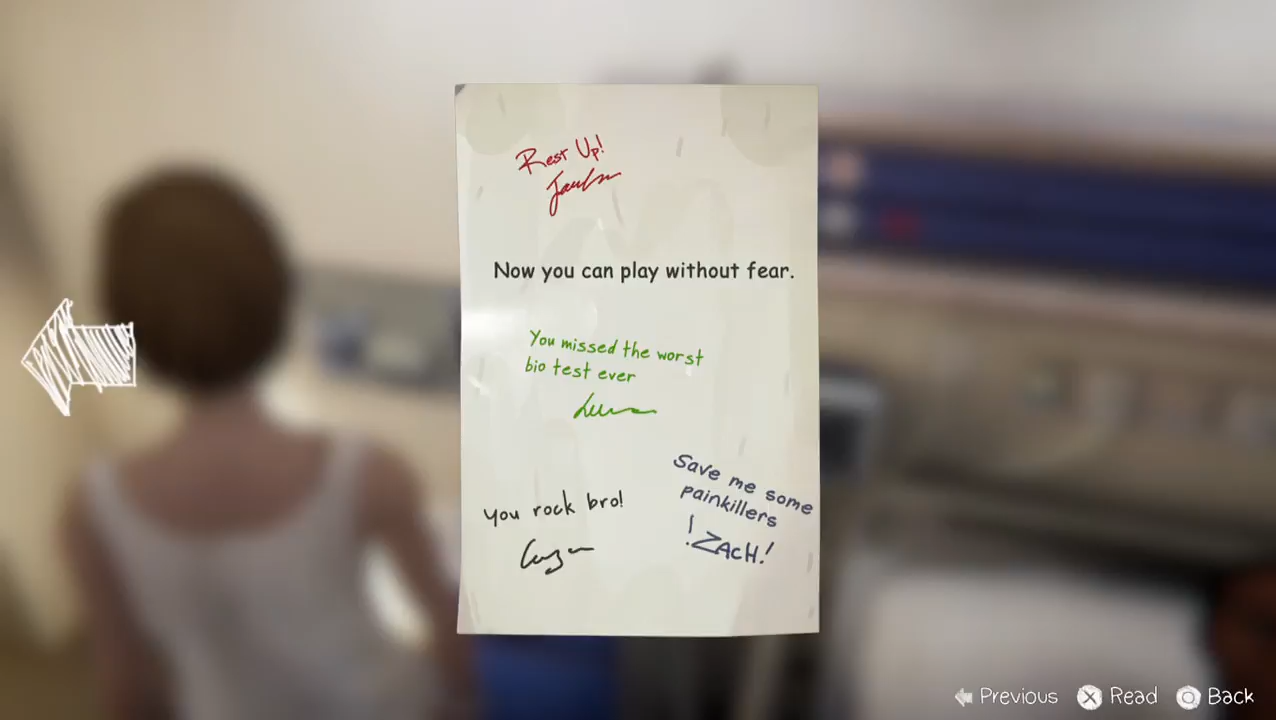 Rest Up!
Now you can play without fear.
You missed the worst
bio test ever
You rock bro!
Save me some
painkillers
!ZACH!
Previous
Read
Back